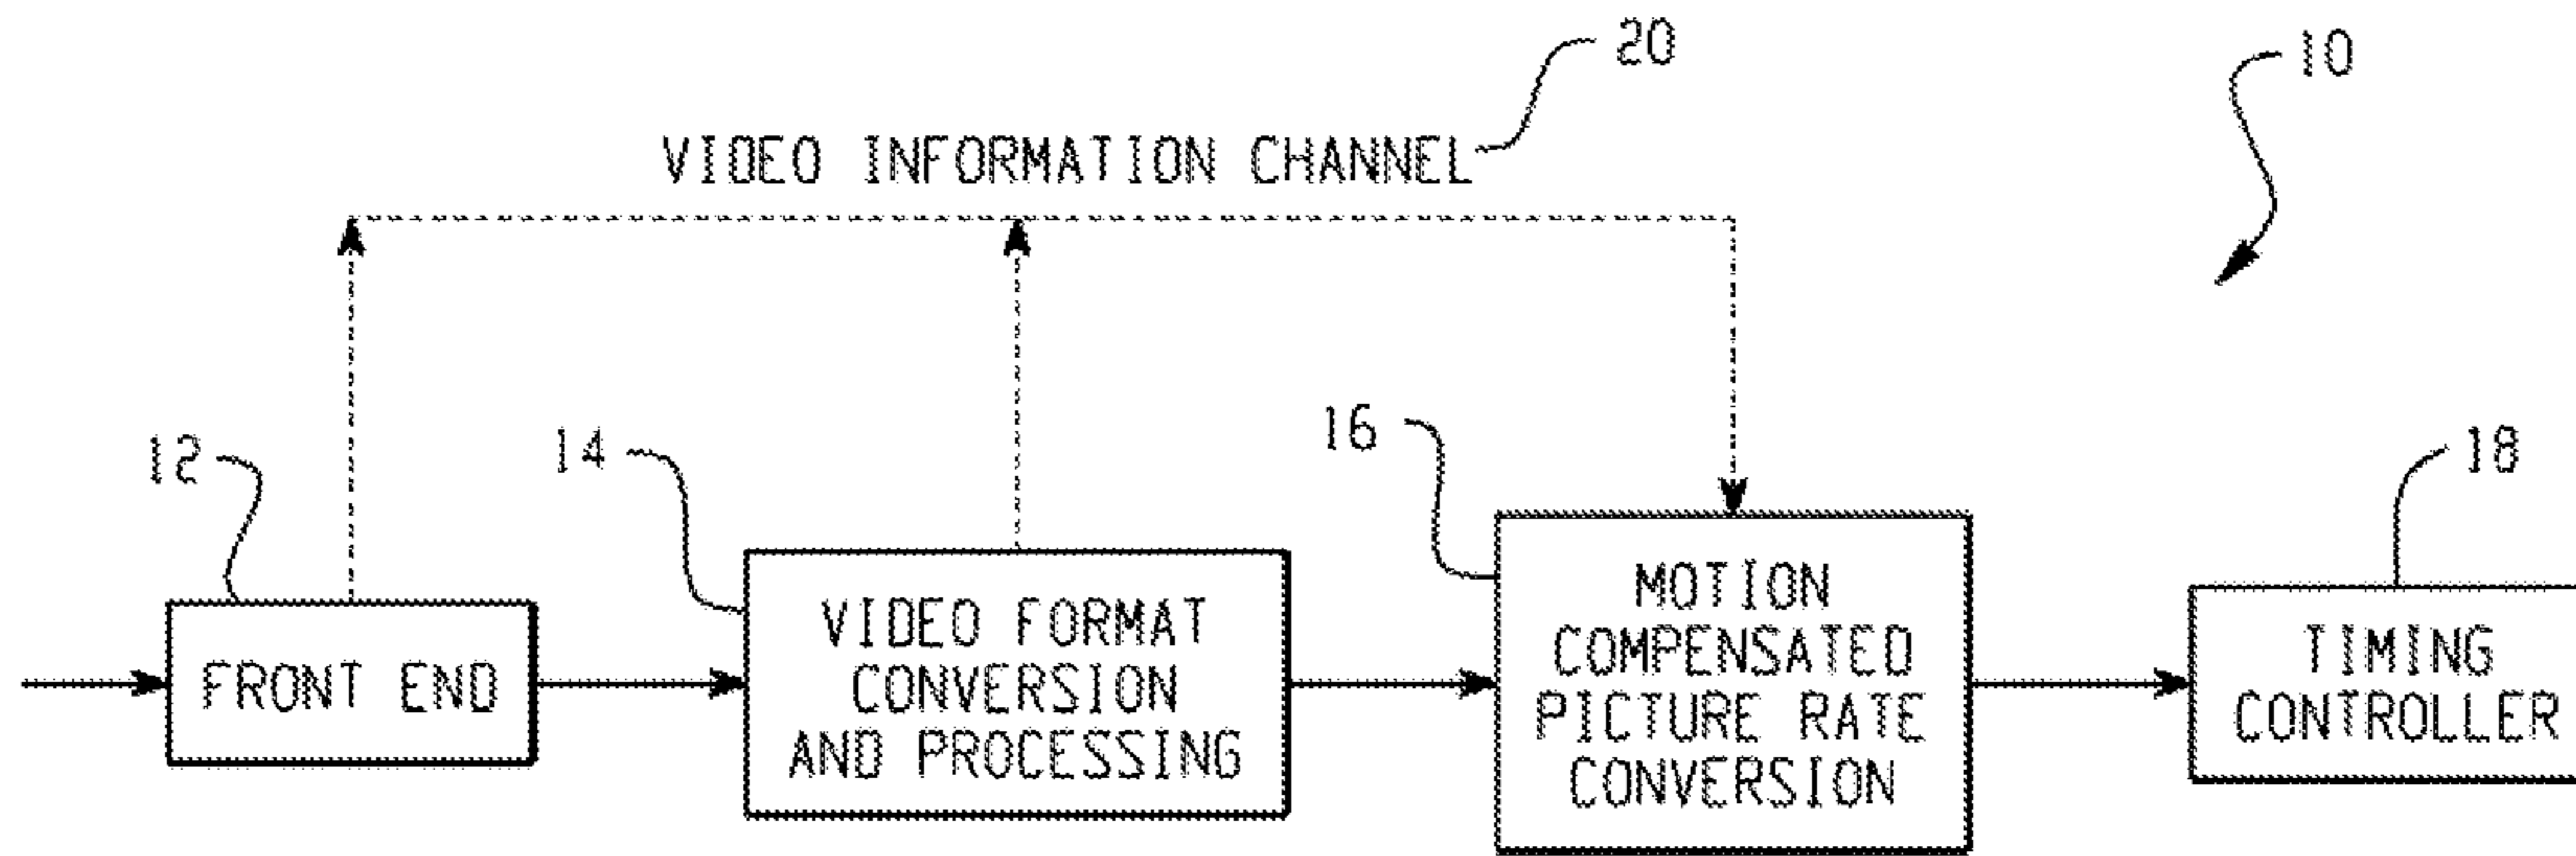 20
10
VIDEO INFORMATION CHANNEL
12
14
16
18
FRONT END
VIDEO FORMAT
CONVERSION
AND PROCESSING
MOTION
COMPENSATED
PICTURE RATE
CONVERSION
TIMING
CONTROLLER